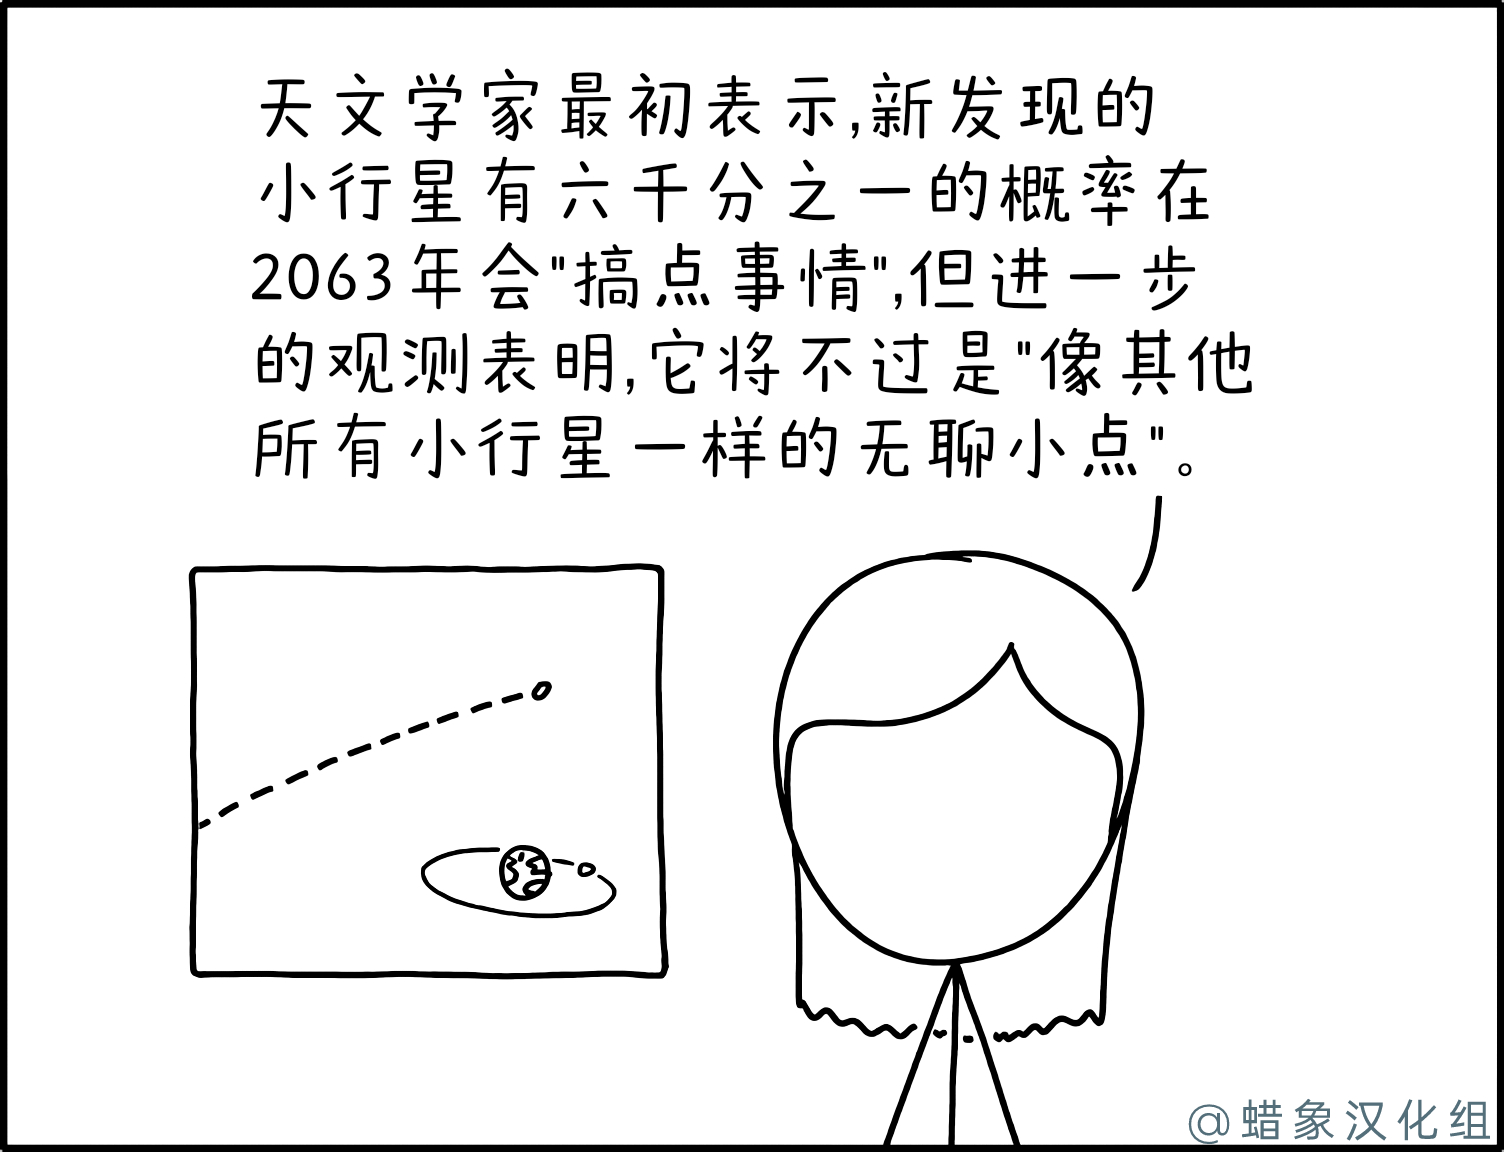 天文学家最初表示,新发现的
小行星有六千分之一的概率在
2063年会"搞点事情",但进一步
的观测表明,它将不过是"像其他
所有小行星一样的无聊小点"。
@蜡象汉化组